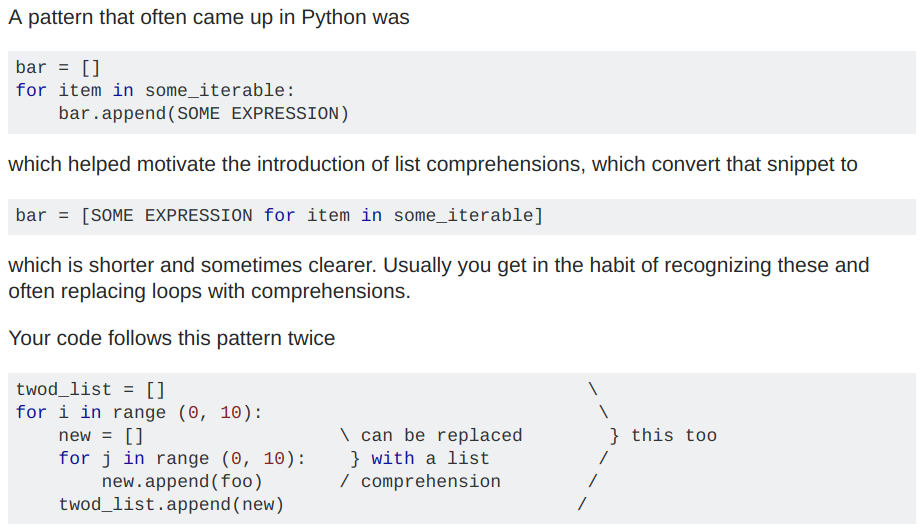 A pattern that often came up in Python was
bar = []
for item in some_iterable:
    bar.append(SOME EXPRESSION)
which helped motivate the introduction of list comprehensions, which convert that snippet to
bar = [SOME EXPRESSION for item in some_iterable]
which is shorter and sometimes clearer. Usually you get in the habit of recognizing these and
often replacing loops with comprehensions.
Your code follows this pattern twice
twod_list = []                                       \
for i in range (0, 10):                               \
    new = []                  \ can be replaced        } this too
    for j in range (0, 10):    } with a list          /
        new.append(foo)       / comprehension        /
    twod_list.append(new)                           /